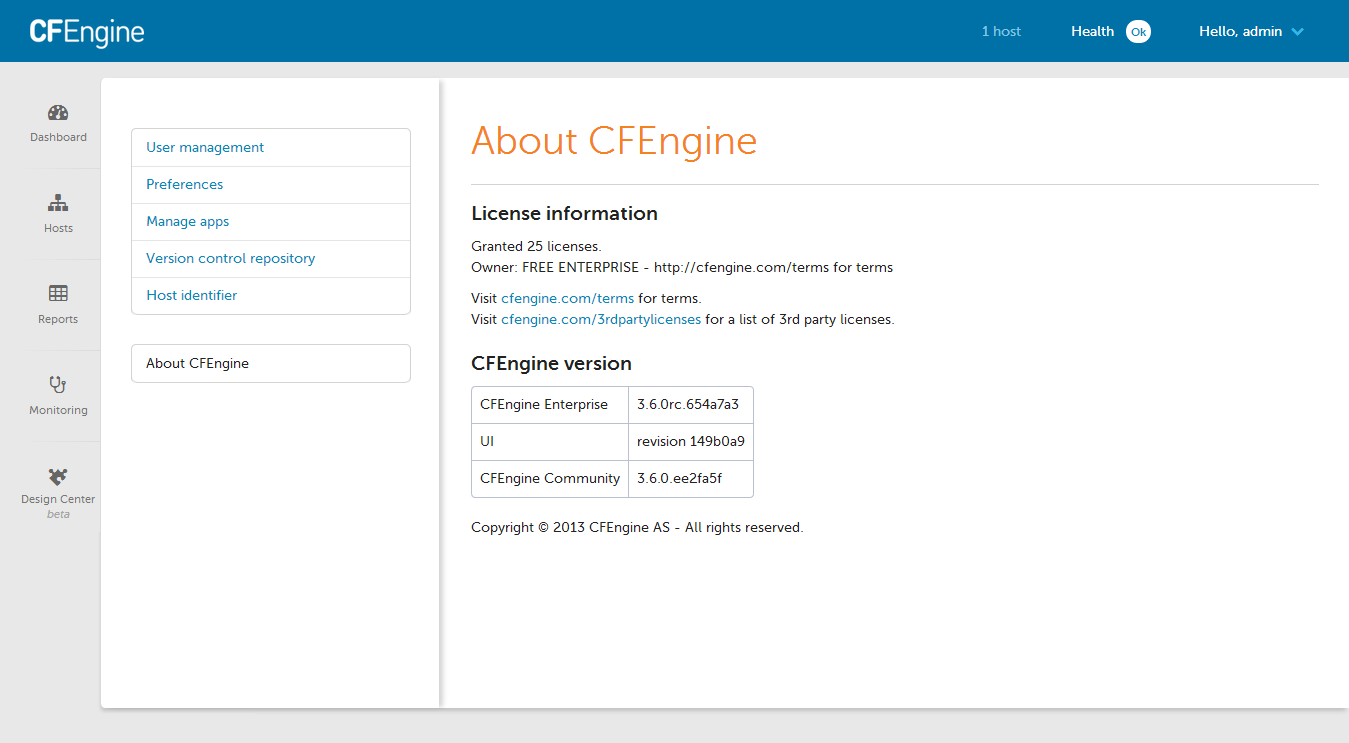 CFEngine
1 host
Health Ok
Hello, admin
Dashboard
Hosts
Reports
Monitoring
Design Center
beta
User management
Preferences
Manage apps
Version control repository
Host identifier
About CFEngine
About CFEngine
License information
Granted 25 licenses.
Owner: FREE ENTERPRISE - http://cfengine.com/terms for terms
Visit cfengine.com/terms for terms.
Visit cfengine.com/3rdpartylicenses for a list of 3rd party licenses.
CFEngine version
CFEngine Enterprise 3.6.0rc.654a7a3
UI revision 149b0a9
CFEngine Community 3.6.0.ee2fa5f
Copyright © 2013 CFEngine AS - All rights reserved.